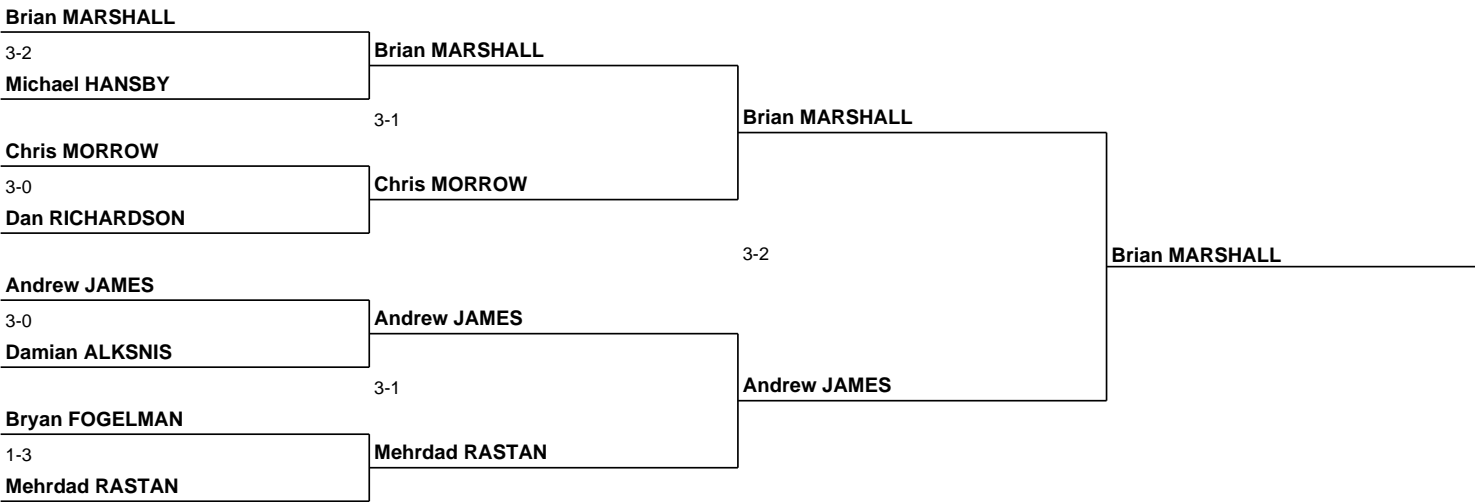 Brian MARSHALL
3-2
Brian MARSHALL
Michael HANSBY
3-1
Brian MARSHALL
Chris MORROW
3-0
Chris MORROW
Dan RICHARDSON
3-2
Brian MARSHALL
Andrew JAMES
3-0
Andrew JAMES
Damian ALKSNIS
3-1
Andrew JAMES
Bryan FOGELMAN
1-3
Mehrdad RASTAN
Mehrdad RASTAN